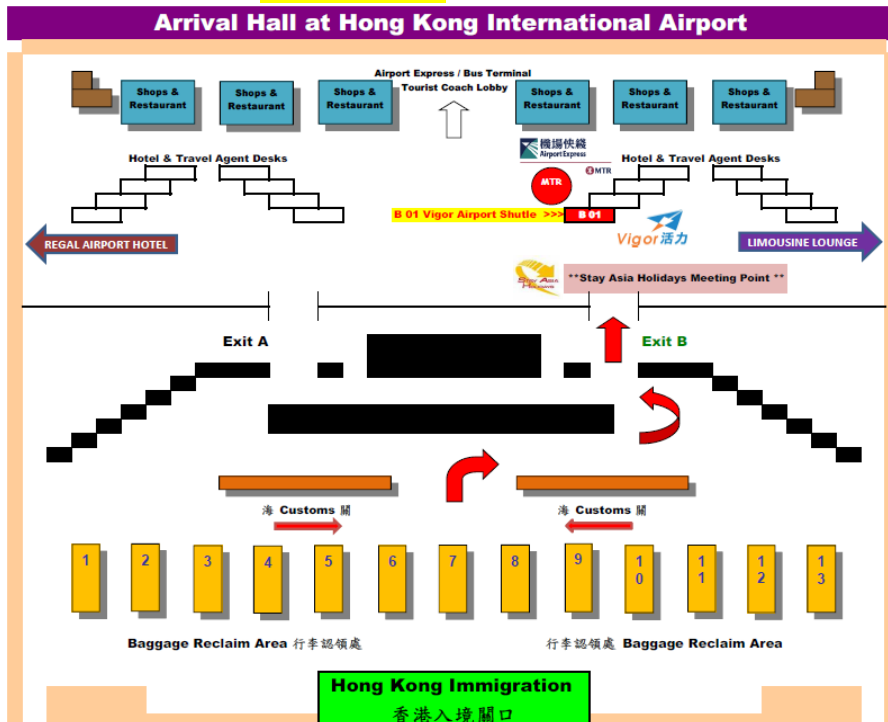 Arrival Hall at Hong Kong International Airport
Airport Express / Bus Terminal
Tourist Coach Lobby
Shops & Restaurant
Shops & Restaurant
Shops & Restaurant
Shops & Restaurant
Shops & Restaurant
Shops & Restaurant
機場快綫
Airport Express
MTR
Hotel & Travel Agent Desks
Hotel & Travel Agent Desks
MTR
B 01 Vigor Airport Shutle >>>
B 01
Vigor活力
REGAL AIRPORT HOTEL
LIMOUSINE LOUNGE
Stay Asia
Holidays
**Stay Asia Holidays Meeting Point **
Exit A
Exit B
海 Customs 關
海 Customs 關
1 2 3 4 5 6 7 8 9 10 11 12 13
Baggage Reclaim Area 行李認領處
行李認領處 Baggage Reclaim Area
Hong Kong Immigration
香港入境關口